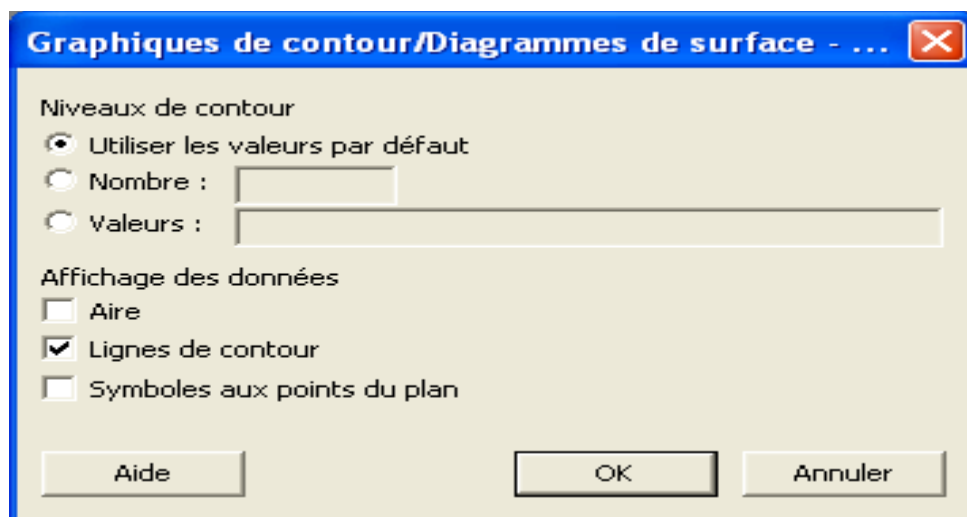 Graphiques de contour/Diagrammes de surface - ...
Niveaux de contour
Utiliser les valeurs par défaut
Nombre :
Valeurs :
Affichage des données
Aire
Lignes de contour
Symboles aux points du plan
Aide
OK
Annuler